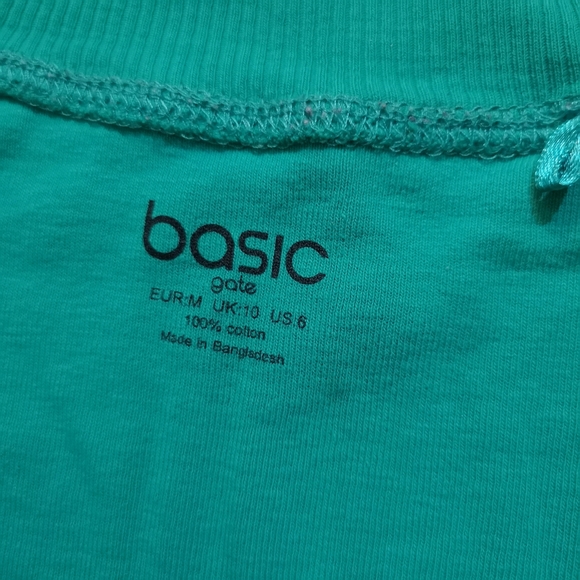 basic
gate
EUR:M UK:10 US:6
100% cotton
Made in Bangladesh